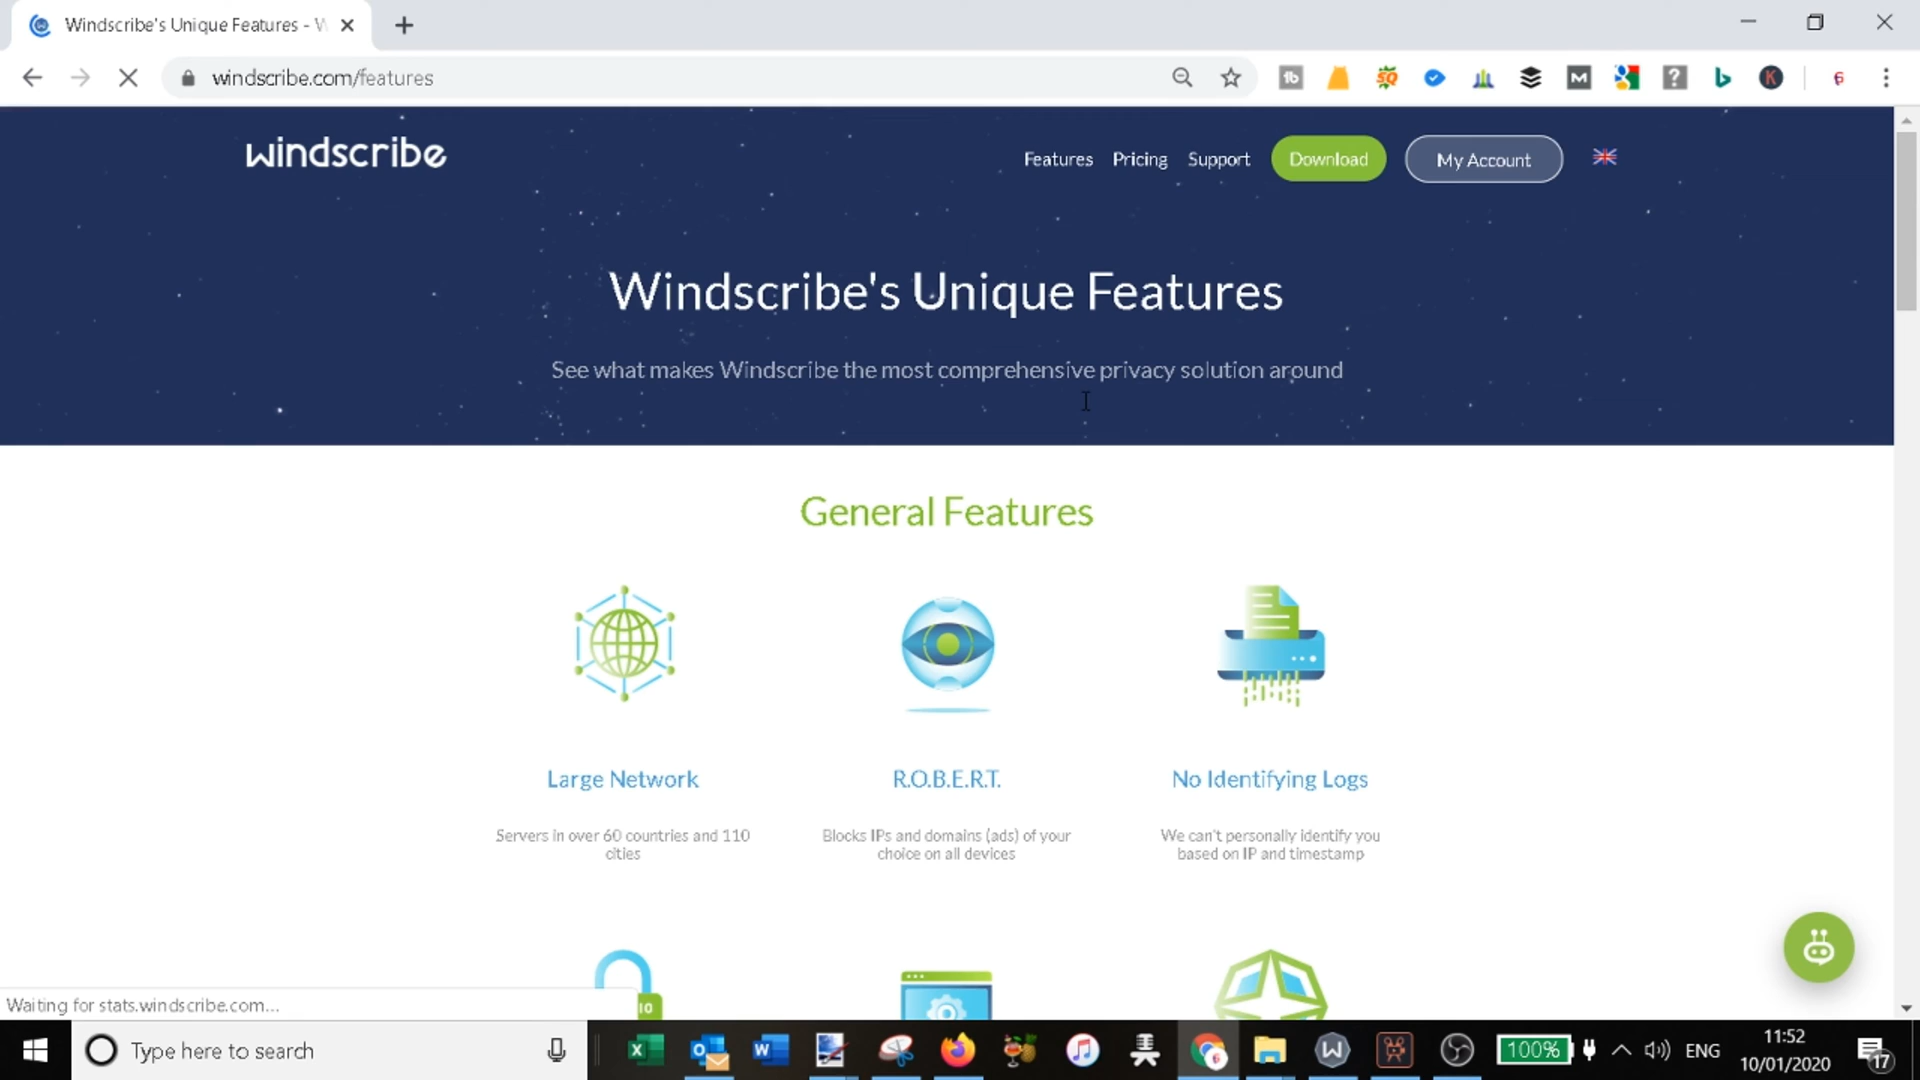 Windscribe's Unique Features - W
windscribe.com/features
windscribe
Features
Pricing
Support
Download
My Account
Windscribe's Unique Features
See what makes Windscribe the most comprehensive privacy solution around
General Features
Large Network
Servers in over 60 countries and 110
cities
R.O.B.E.R.T.
Blocks IPs and domains (ads) of your
choice on all devices
No Identifying Logs
We can't personally identify you
based on IP and timestamp
10
Waiting for stats.windscribe.com...
Type here to search
100%
ENG
11:52
10/01/2020
17